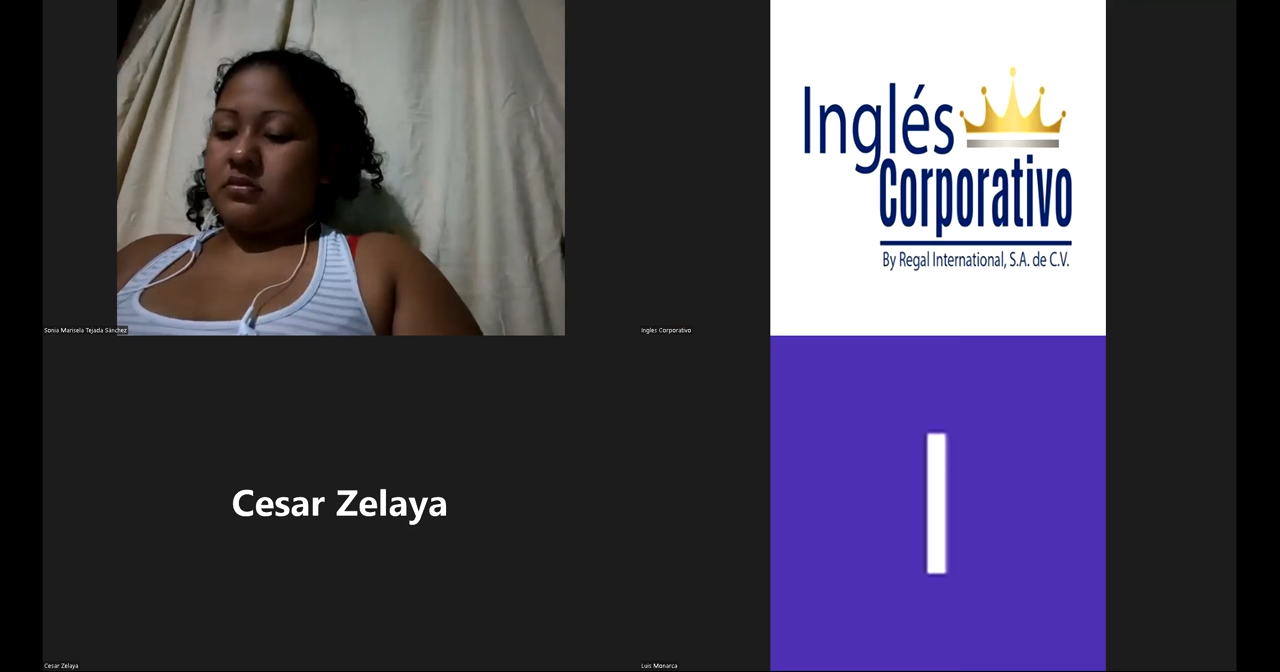 Sonia Marisela Tejada Sánchez
Inglés
Corporativo
By Regal International, S.A. de C.V.
Ingles Corporativo
Cesar Zelaya
Cesar Zelaya
l
Luis Monarca